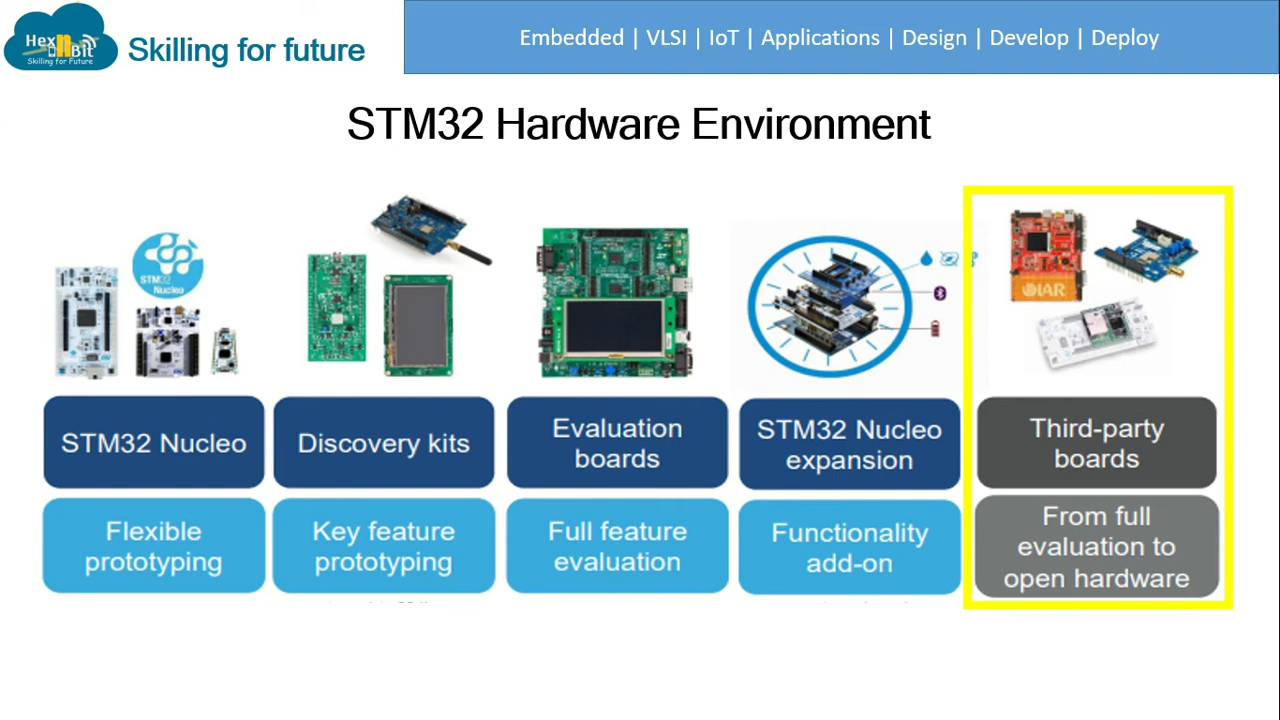 Hex n Bit
Skilling for Future
Skilling for future
Embedded | VLSI | IoT | Applications | Design | Develop | Deploy
STM32 Hardware Environment
STM32
Nucleo
IAR
STM32 Nucleo
Discovery kits
Evaluation
boards
STM32 Nucleo
expansion
Third-party
boards
Flexible
prototyping
Key feature
prototyping
Full feature
evaluation
Functionality
add-on
From full
evaluation to
open hardware